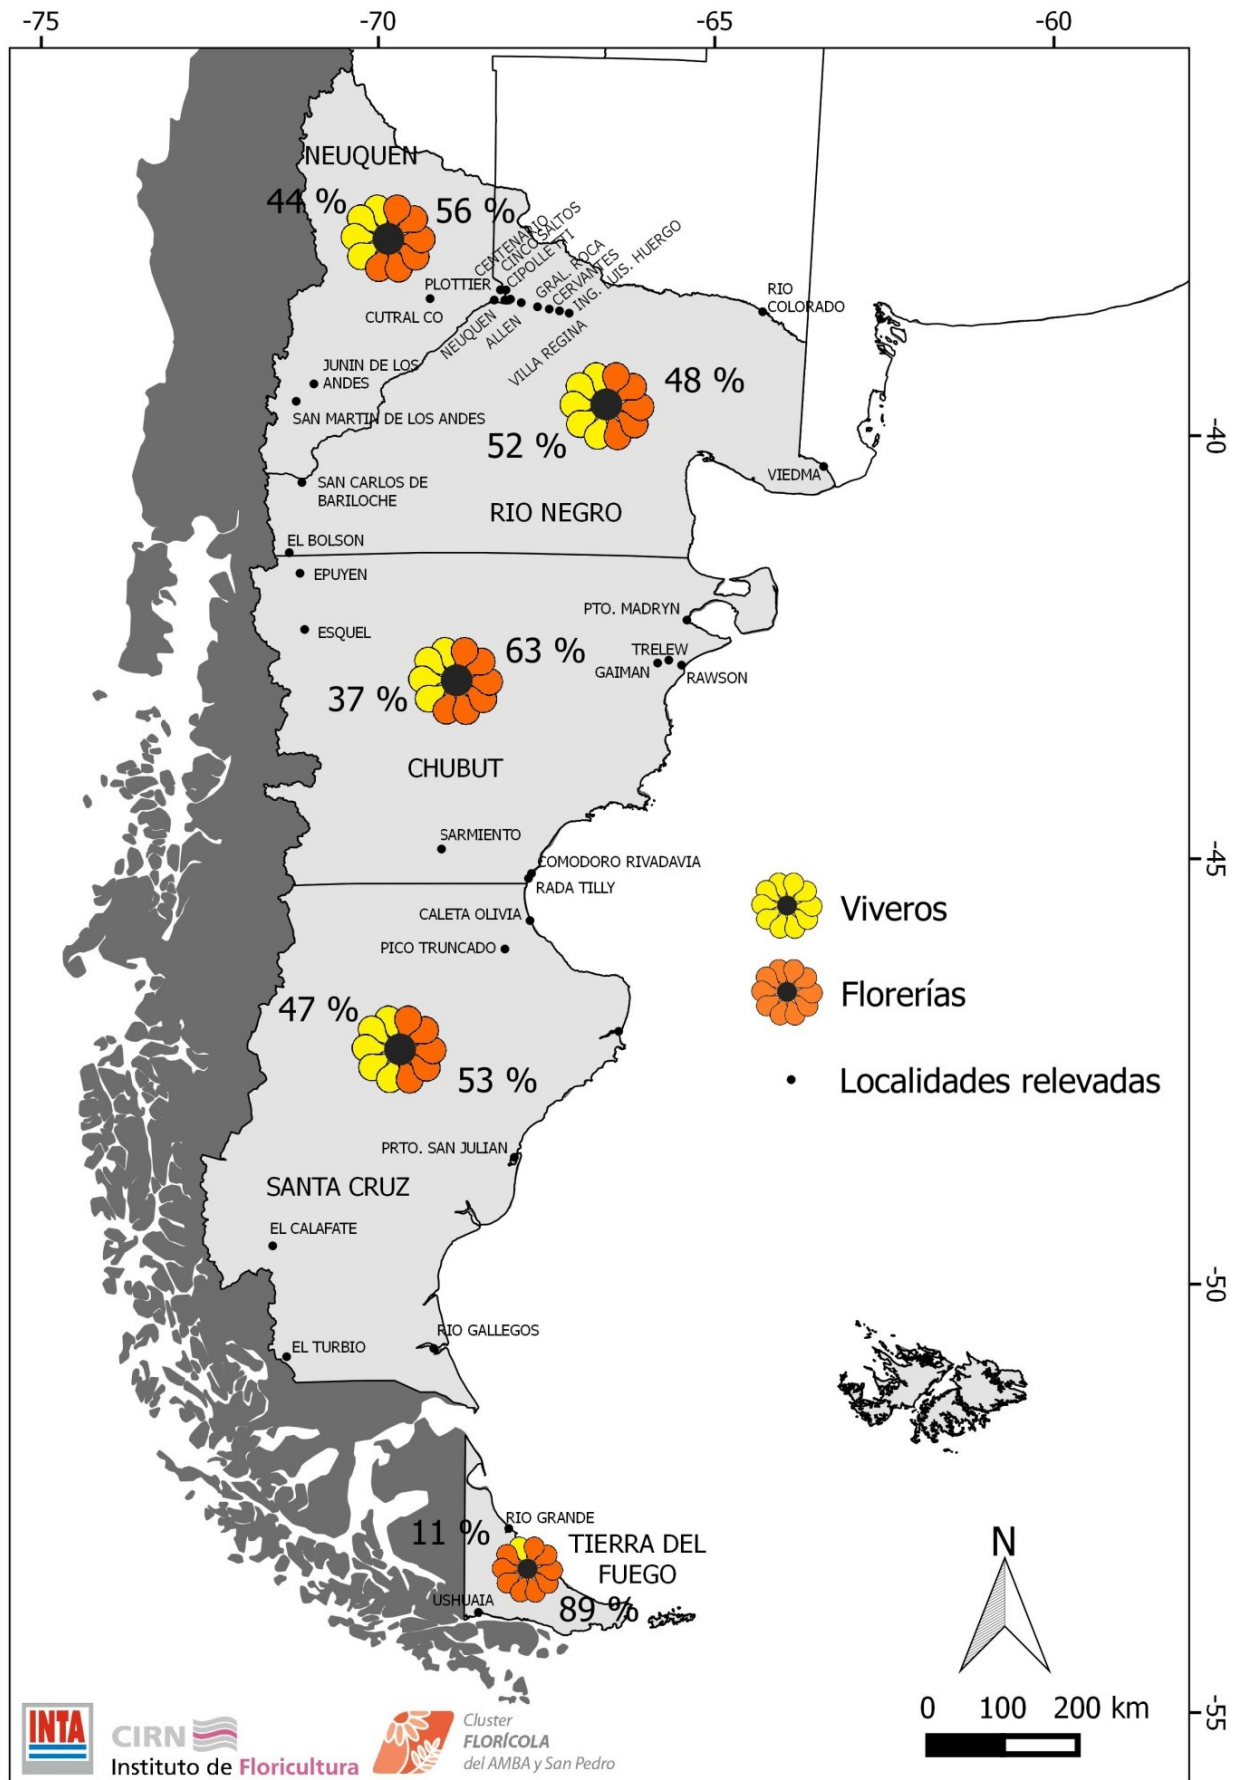 -75
-70
-65
-60
NEUQUEN
44 %
56 %
CENTENARIO
CINCO SALTOS
CIPOLLETTI
GRAL. ROCA
CERVANTES
ING. LUIS. HUERGO
PLOTTIER
CUTRAL CO
NEUQUEN
ALLEN
VILLA REGINA
RIO
COLORADO
JUNIN DE LOS
ANDES
SAN MARTIN DE LOS ANDES
48 %
52 %
-40
VIEDMA
SAN CARLOS DE
BARILOCHE
RIO NEGRO
EL BOLSON
EPUYEN
PTO. MADRYN
ESQUEL
TRELEW
GAIMAN
RAWSON
63 %
37 %
CHUBUT
SARMIENTO
COMODORO RIVADAVIA
RADA TILLY
-45
CALETA OLIVIA
PICO TRUNCADO
Viveros
Florerías
Localidades relevadas
47 %
53 %
PRTO. SAN JULIAN
SANTA CRUZ
EL CALAFATE
-50
RIO GALLEGOS
EL TURBIO
RIO GRANDE
11 %
TIERRA DEL
FUEGO
USHUAIA
89 %
N
0 100 200 km
-55
INTA
CIRN
Instituto de Floricultura
Cluster
FLORÍCOLA
del AMBA y San Pedro